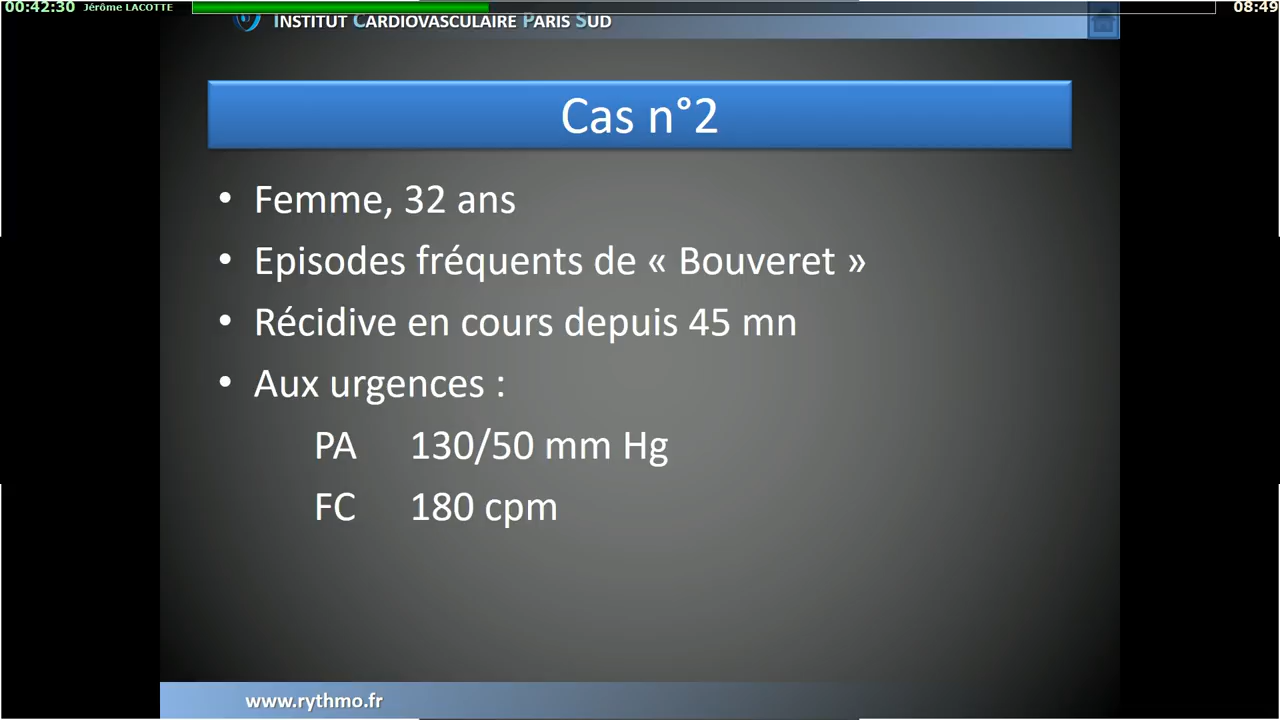 00:42:30 Jérôme LACOTTE 08:49
INSTITUT CARDIOVASCULAIRE PARIS SUD
Cas n°2
• Femme, 32 ans
• Episodes fréquents de « Bouveret »
• Récidive en cours depuis 45 mn
• Aux urgences :
PA 130/50 mm Hg
FC 180 cpm
www.rythmo.fr